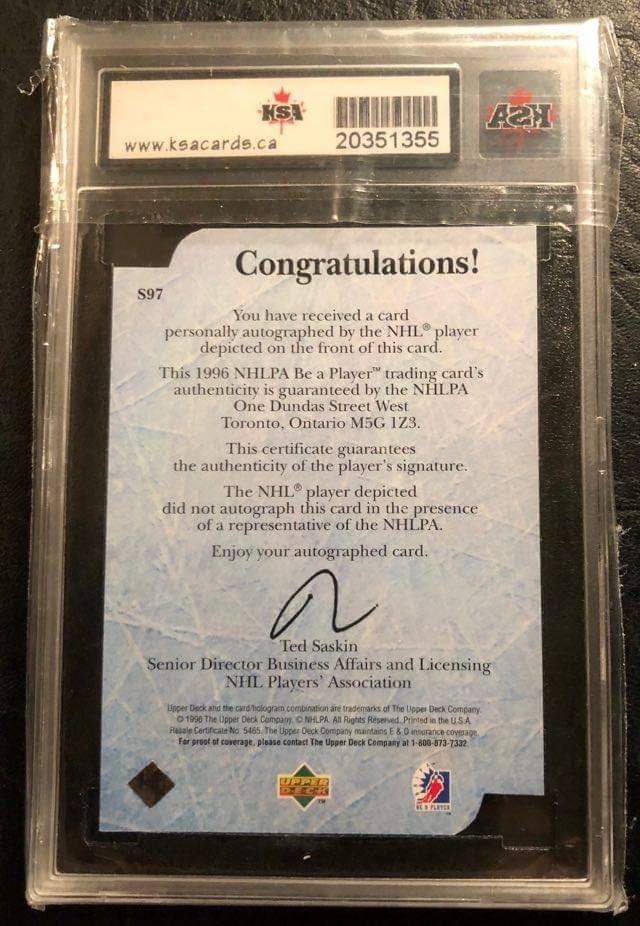 KSA
www.ksacards.ca
20351355
KSA
Congratulations!
S97
You have received a card
personally autographed by the NHL® player
depicted on the front of this card.
This 1996 NHLPA Be a Player™ trading card's
authenticity is guaranteed by the NHLPA
One Dundas Street West
Toronto, Ontario M5G 1Z3.
This certificate guarantees
the authenticity of the player's signature.
The NHL® player depicted
did not autograph this card in the presence
of a representative of the NHLPA.
Enjoy your autographed card.
Ted Saskin
Senior Director Business Affairs and Licensing
NHL Players' Association
Upper Deck and the card/hologram combination are trademarks of The Upper Deck Company.
© 1996 The Upper Deck Company. © NHLPA. All Rights Reserved. Printed in the U.S.A.
Resale Certificate No. 5465. The Upper Deck Company maintains E & O insurance coverage.
For proof of coverage, please contact The Upper Deck Company at 1-800-873-7332.
UPPER
DECK
TM
BE A PLAYER